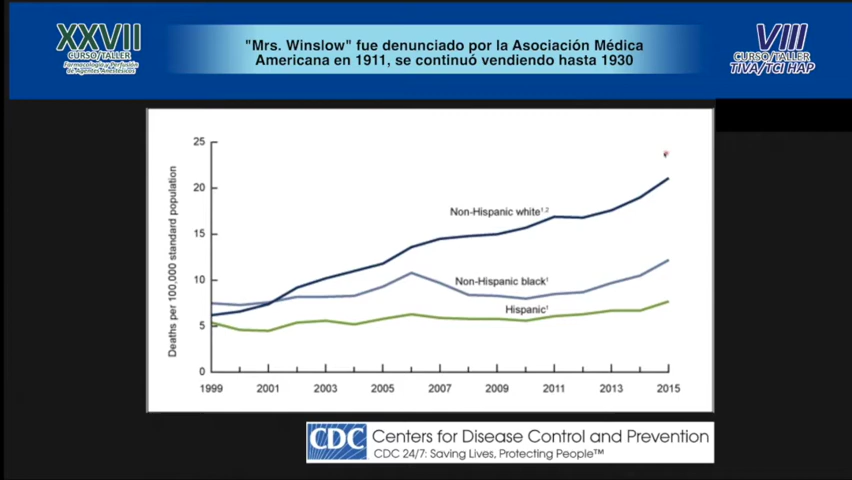 XXVII
CURSO/TALLER
Farmacología y Perfusión
de Agentes Anestésicos
"Mrs. Winslow" fue denunciado por la Asociación Médica
Americana en 1911, se continuó vendiendo hasta 1930
VIII
CURSO/TALLER
TIVA/TCI HAP
Deaths per 100,000 standard population
25
20
15
10
5
0
Non-Hispanic white¹,²
Non-Hispanic black¹
Hispanic¹
1999 2001 2003 2005 2007 2009 2011 2013 2015
CDC
Centers for Disease Control and Prevention
CDC 24/7: Saving Lives, Protecting People™